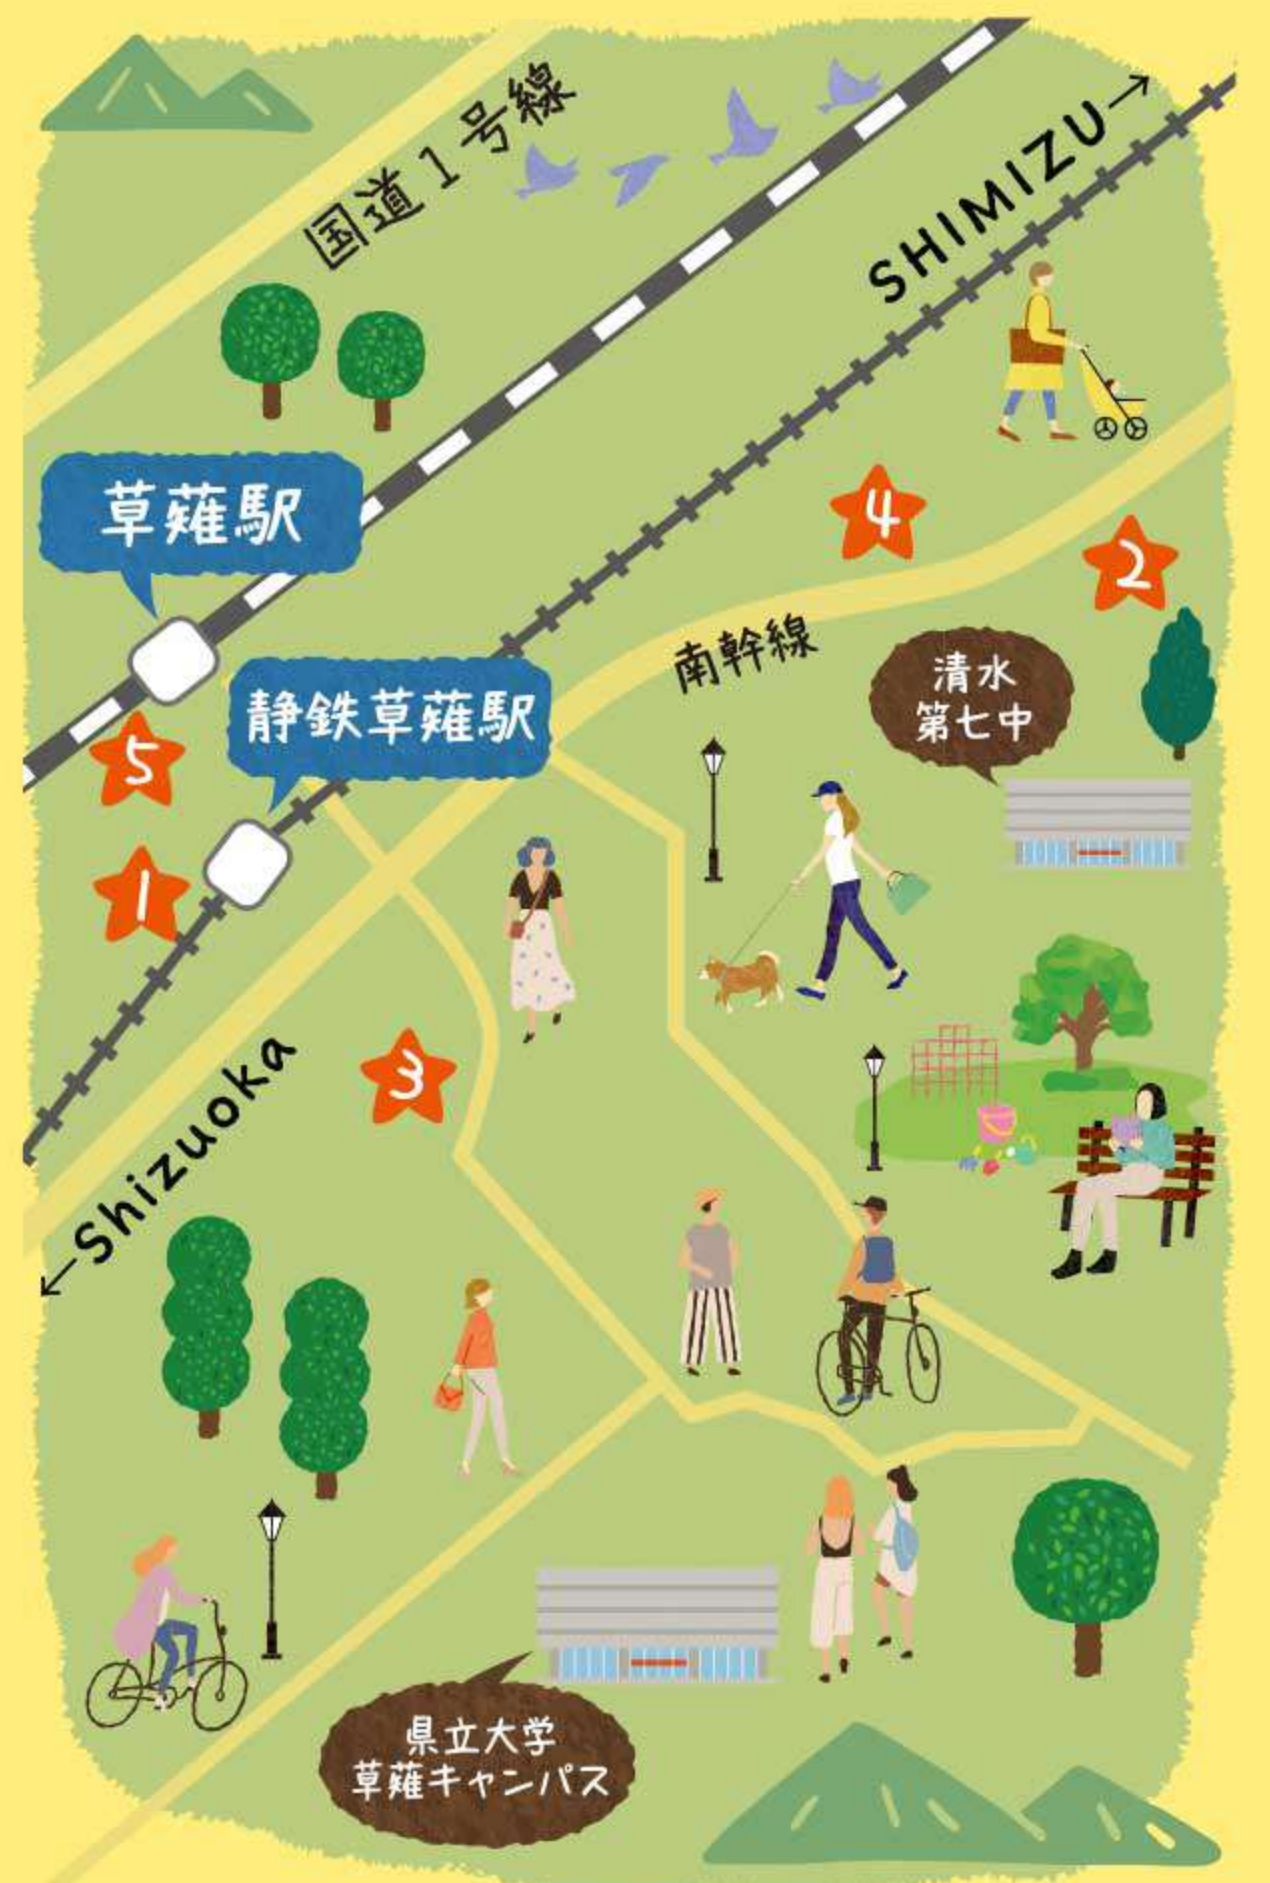 国道1号線
SHIMIZU→
草薙駅
4
2
南幹線
清水
第七中
静鉄草薙駅
5
1
3
←Shizuoka
県立大学
草薙キャンパス